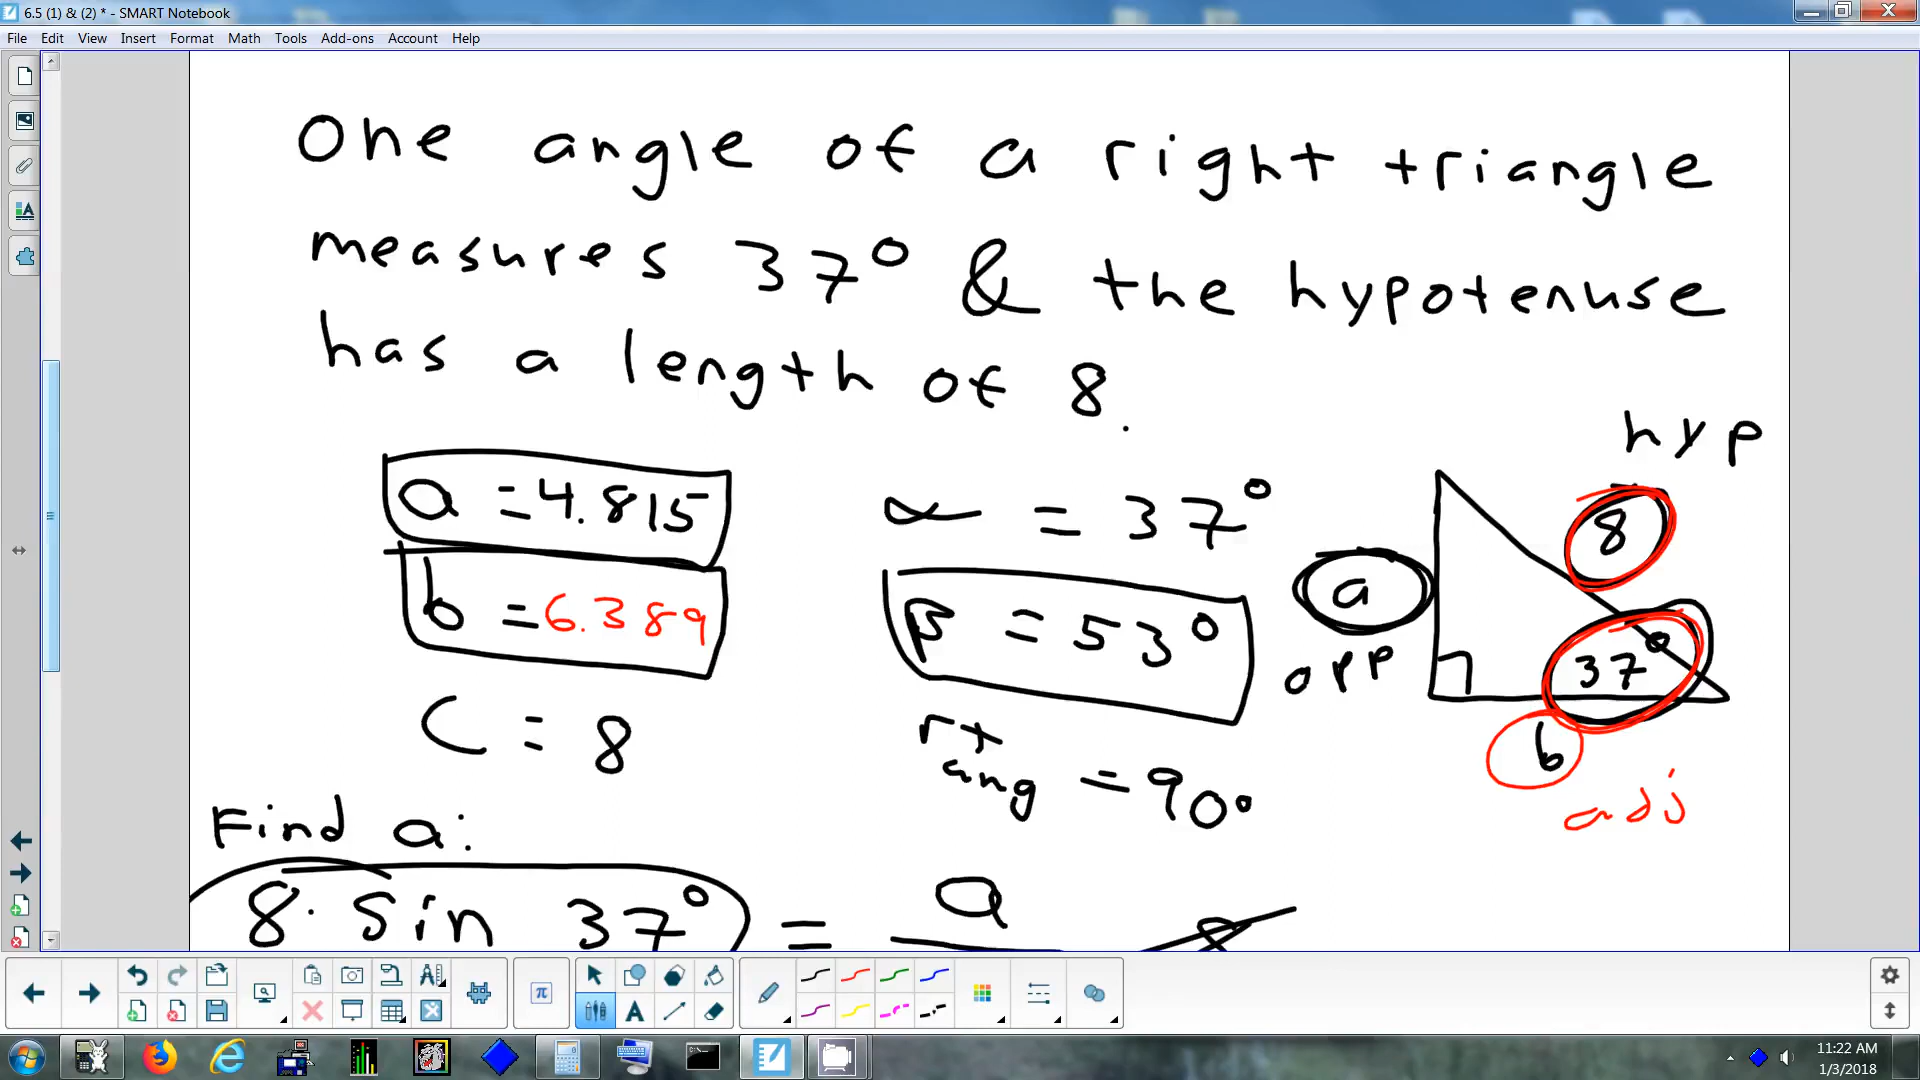 6.5 (1) & (2) * - SMART Notebook
File Edit View Insert Format Math Tools Add-ons Account Help
One angle of a right triangle
measures 37° & the hypotenuse
has a length of 8.
hyp
a = 4.815
α = 37°
8
a
b = 6.389
β = 53°
37°
opp
c = 8
rt
ang = 90°
b
adj
Find a:
8 · sin 37° = a
8
π
A
11:22 AM
1/3/2018